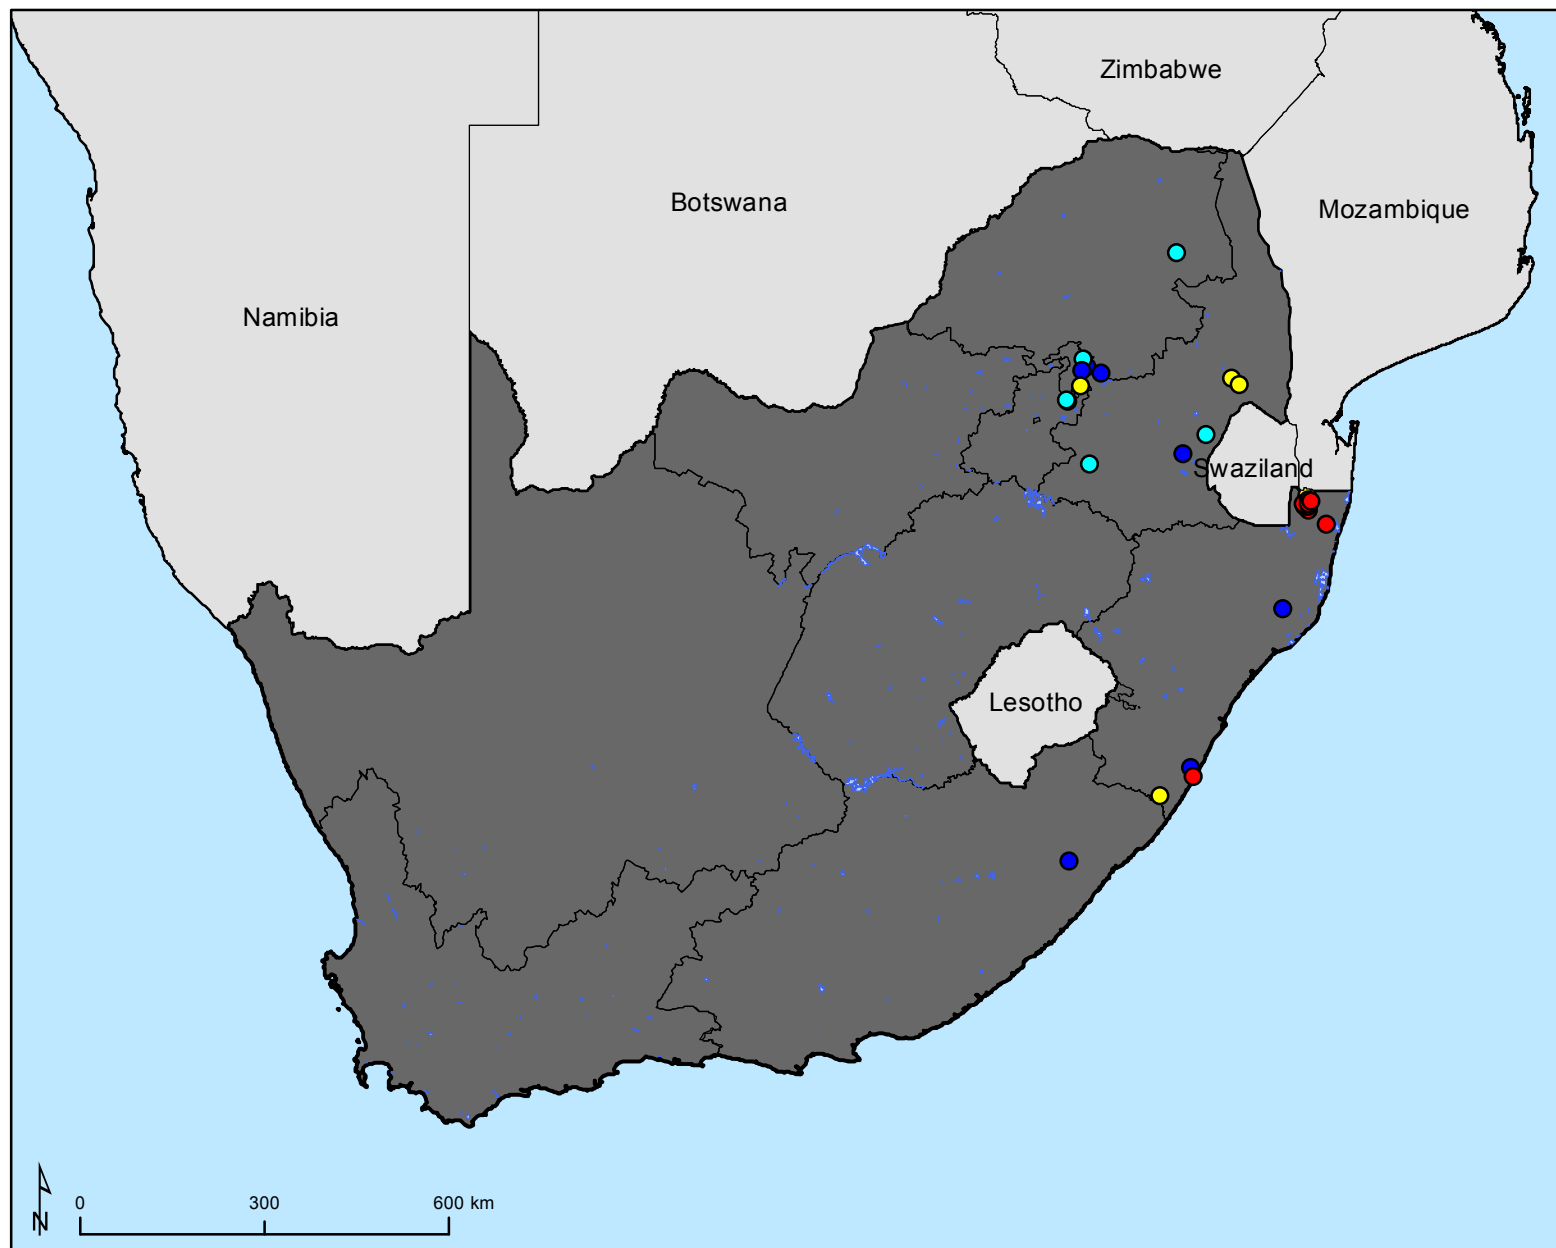 Zimbabwe
Botswana
Mozambique
Namibia
Swaziland
Lesotho
N
0 300 600 km